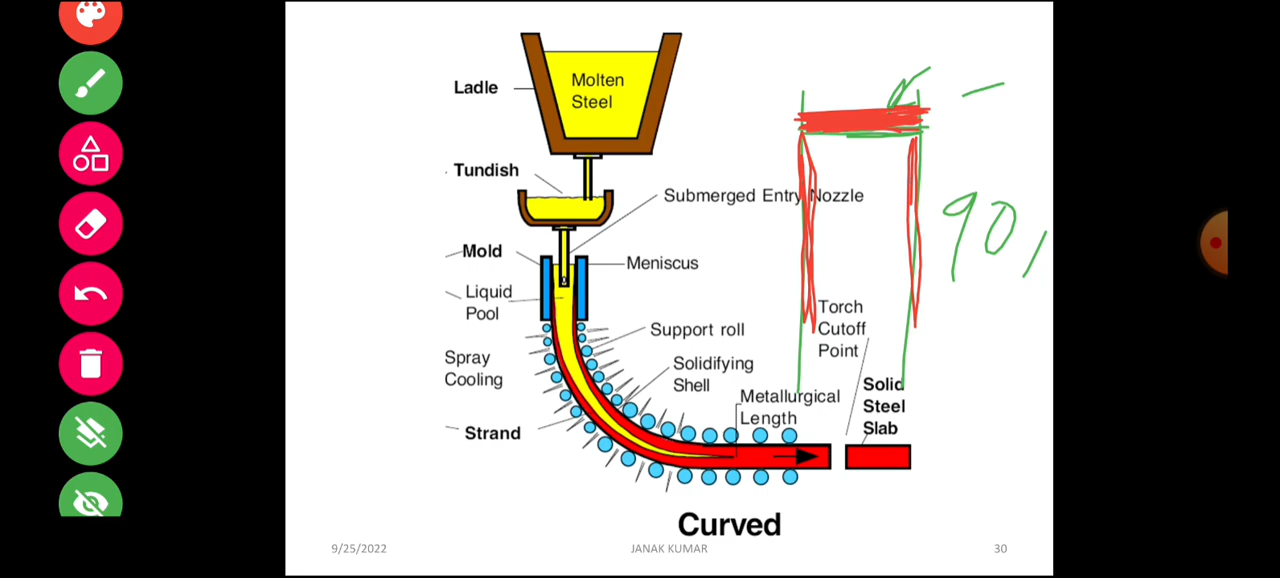 Molten
Steel
Ladle
Tundish
Submerged Entry Nozzle
Mold
Meniscus
Liquid
Pool
Torch
Cutoff
Point
Support roll
Spray
Cooling
Solidifying
Shell
Metallurgical
Length
Solid
Steel
Slab
Strand
90,
Curved
9/25/2022
JANAK KUMAR
30